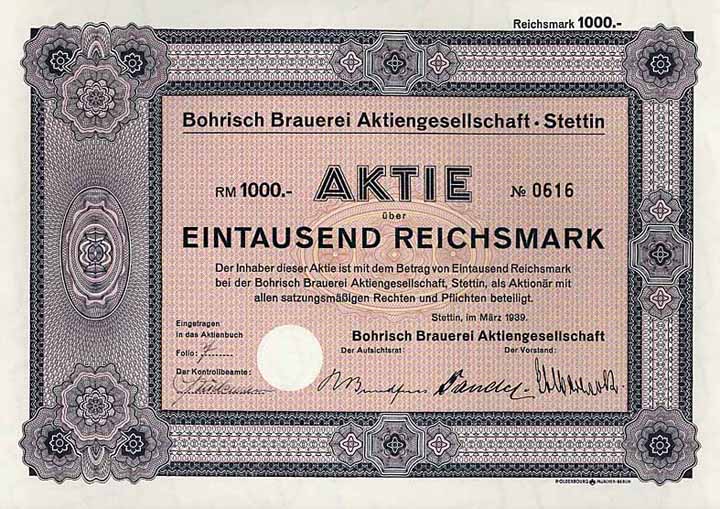 Reichsmark 1000.-
Bohrisch Brauerei Aktiengesellschaft · Stettin
RM 1000.- AKTIE № 0616
über
EINTAUSEND REICHSMARK
Der Inhaber dieser Aktie ist mit dem Betrag von Eintausend Reichsmark
bei der Bohrisch Brauerei Aktiengesellschaft, Stettin, als Aktionär mit
allen satzungsmäßigen Rechten und Pflichten beteiligt.
Stettin, im März 1939.
Eingetragen
in das Aktienbuch
Folio:
Der Kontrollbeamte:
Bohrisch Brauerei Aktiengesellschaft
Der Aufsichtsrat: Der Vorstand:
R. OLDENBOURG MÜNCHEN-BERLIN